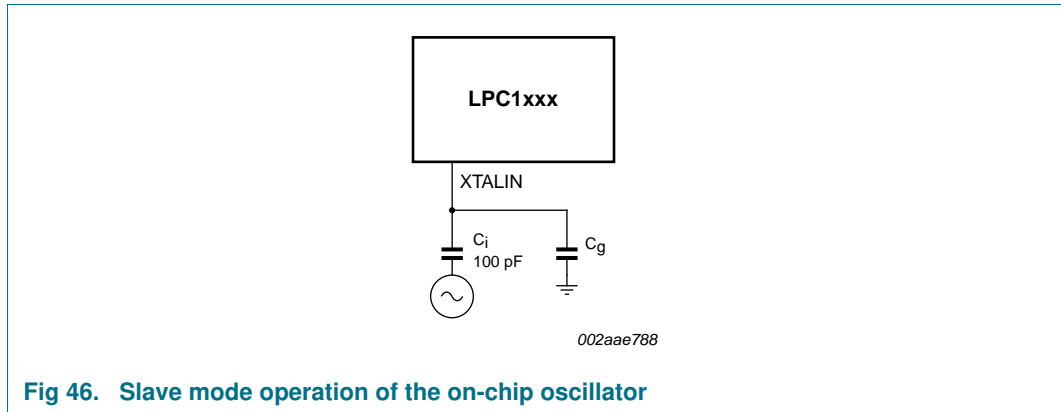 LPC1xxx
XTALIN
Ci
100 pF
Cg
002aae788
Fig 46. Slave mode operation of the on-chip oscillator